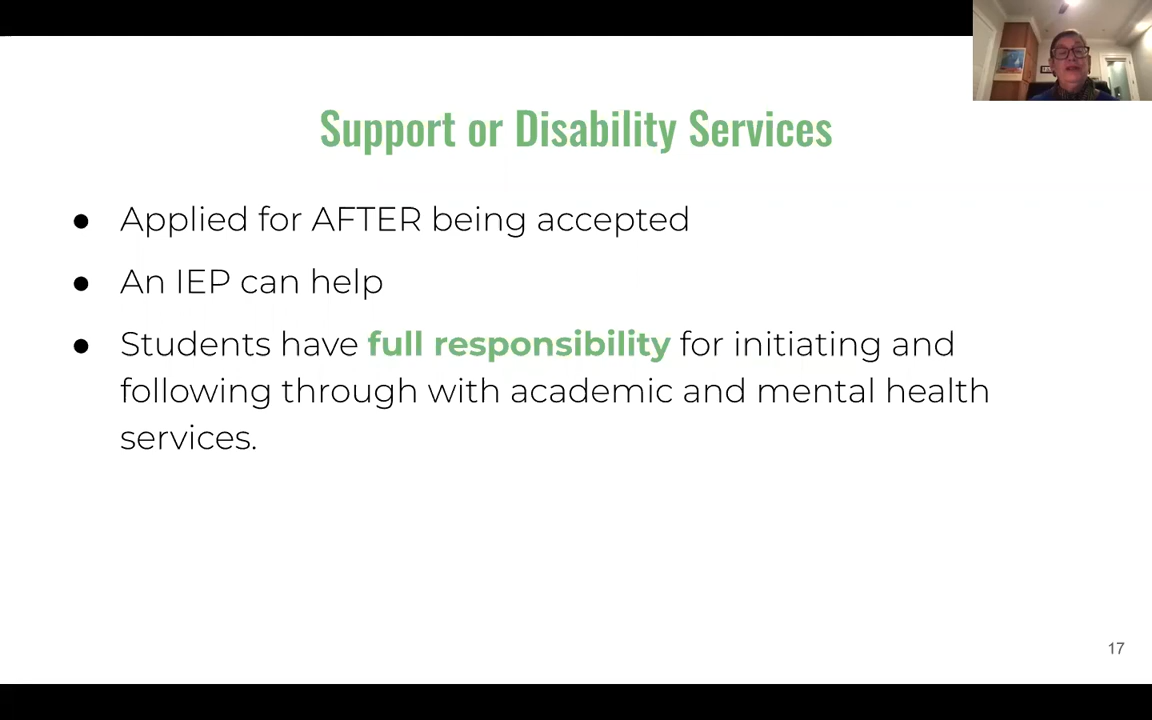 Support or Disability Services
● Applied for AFTER being accepted
● An IEP can help
● Students have full responsibility for initiating and
following through with academic and mental health
services.
17